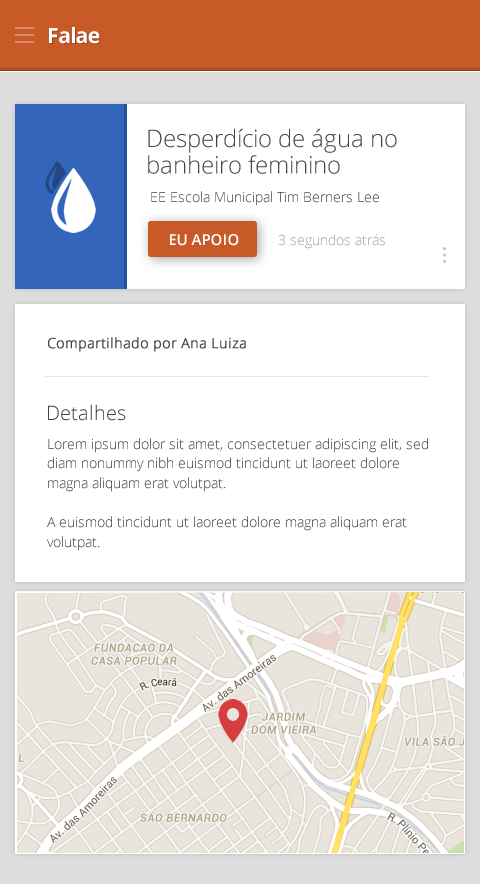 Falae
Desperdício de água no
banheiro feminino
EE Escola Municipal Tim Berners Lee
EU APOIO
3 segundos atrás
Compartilhado por Ana Luiza
Detalhes
Lorem ipsum dolor sit amet, consectetuer adipiscing elit, sed
diam nonummy nibh euismod tincidunt ut laoreet dolore
magna aliquam erat volutpat.
A euismod tincidunt ut laoreet dolore magna aliquam erat
volutpat.
FUNDACAO DA
CASA POPULAR
R. Ceará
Av. das Amoreiras
JARDIM
DOM VIEIRA
VILA SÃO J
Av. das Amoreiras
SÃO BERNARDO
R. Plínio Pe